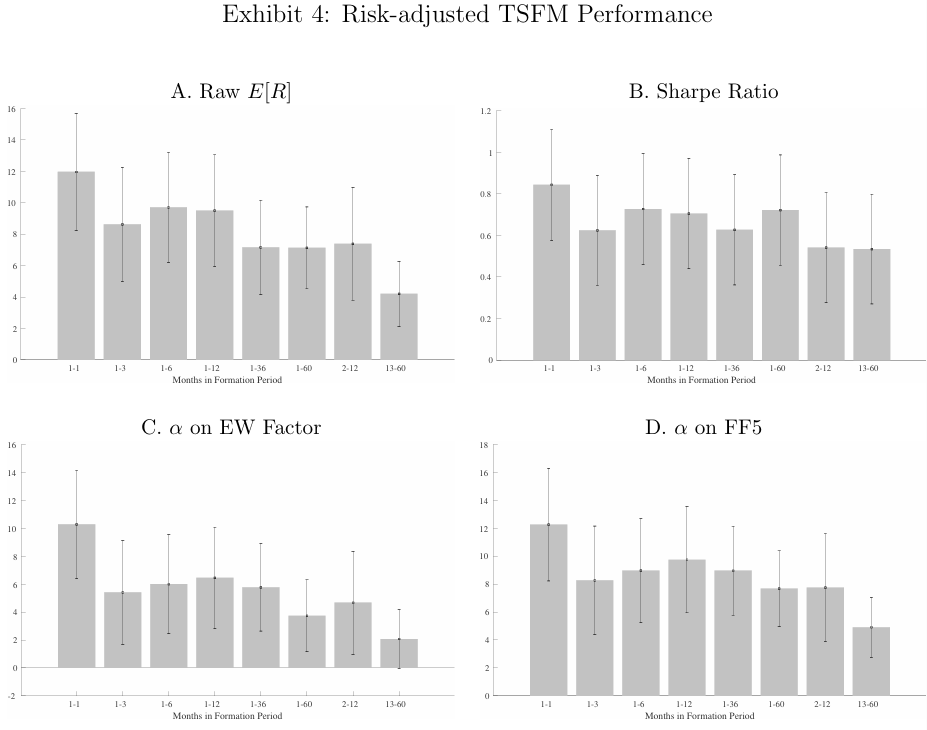 Exhibit 4: Risk-adjusted TSFM Performance
A. Raw E[R]
16
14
12
10
8
6
4
2
0
1-1 1-3 1-6 1-12 1-36 1-60 2-12 13-60
Months in Formation Period
B. Sharpe Ratio
1.2
1
0.8
0.6
0.4
0.2
0
1-1 1-3 1-6 1-12 1-36 1-60 2-12 13-60
Months in Formation Period
C. α on EW Factor
16
14
12
10
8
6
4
2
0
-2
1-1 1-3 1-6 1-12 1-36 1-60 2-12 13-60
Months in Formation Period
D. α on FF5
18
16
14
12
10
8
6
4
2
0
1-1 1-3 1-6 1-12 1-36 1-60 2-12 13-60
Months in Formation Period